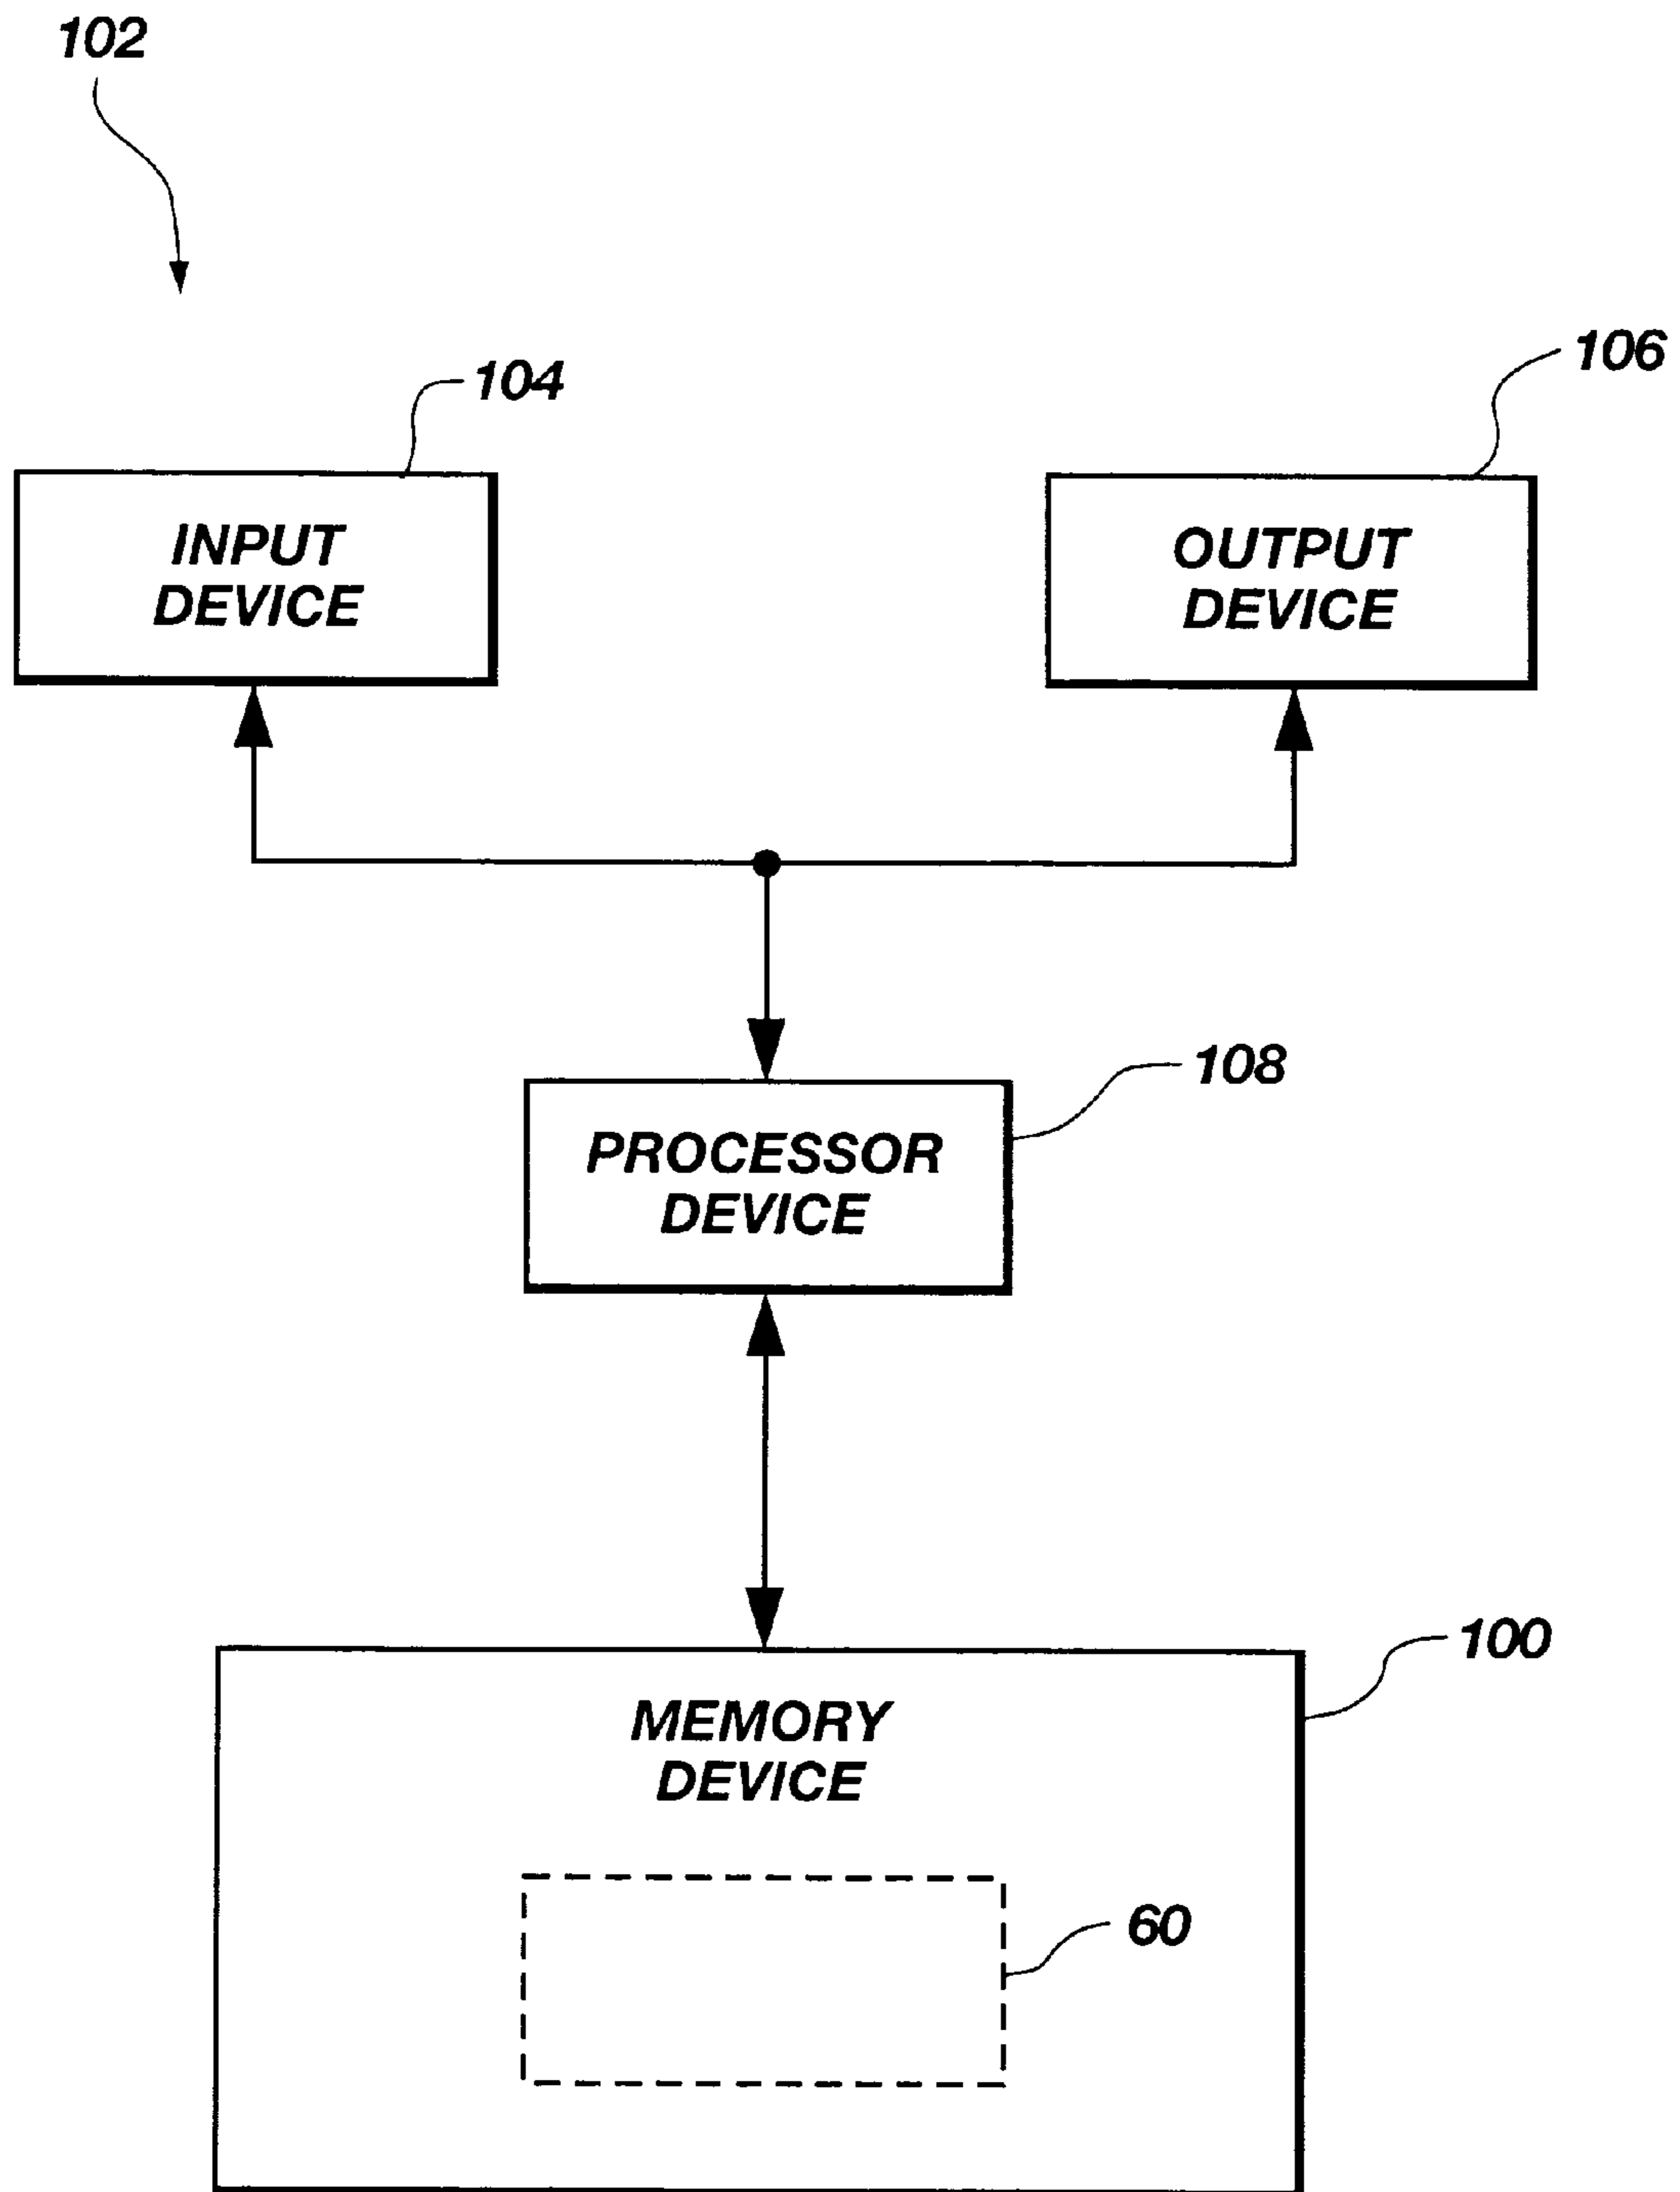 102
104
106
INPUT
DEVICE
OUTPUT
DEVICE
108
PROCESSOR
DEVICE
100
MEMORY
DEVICE
60